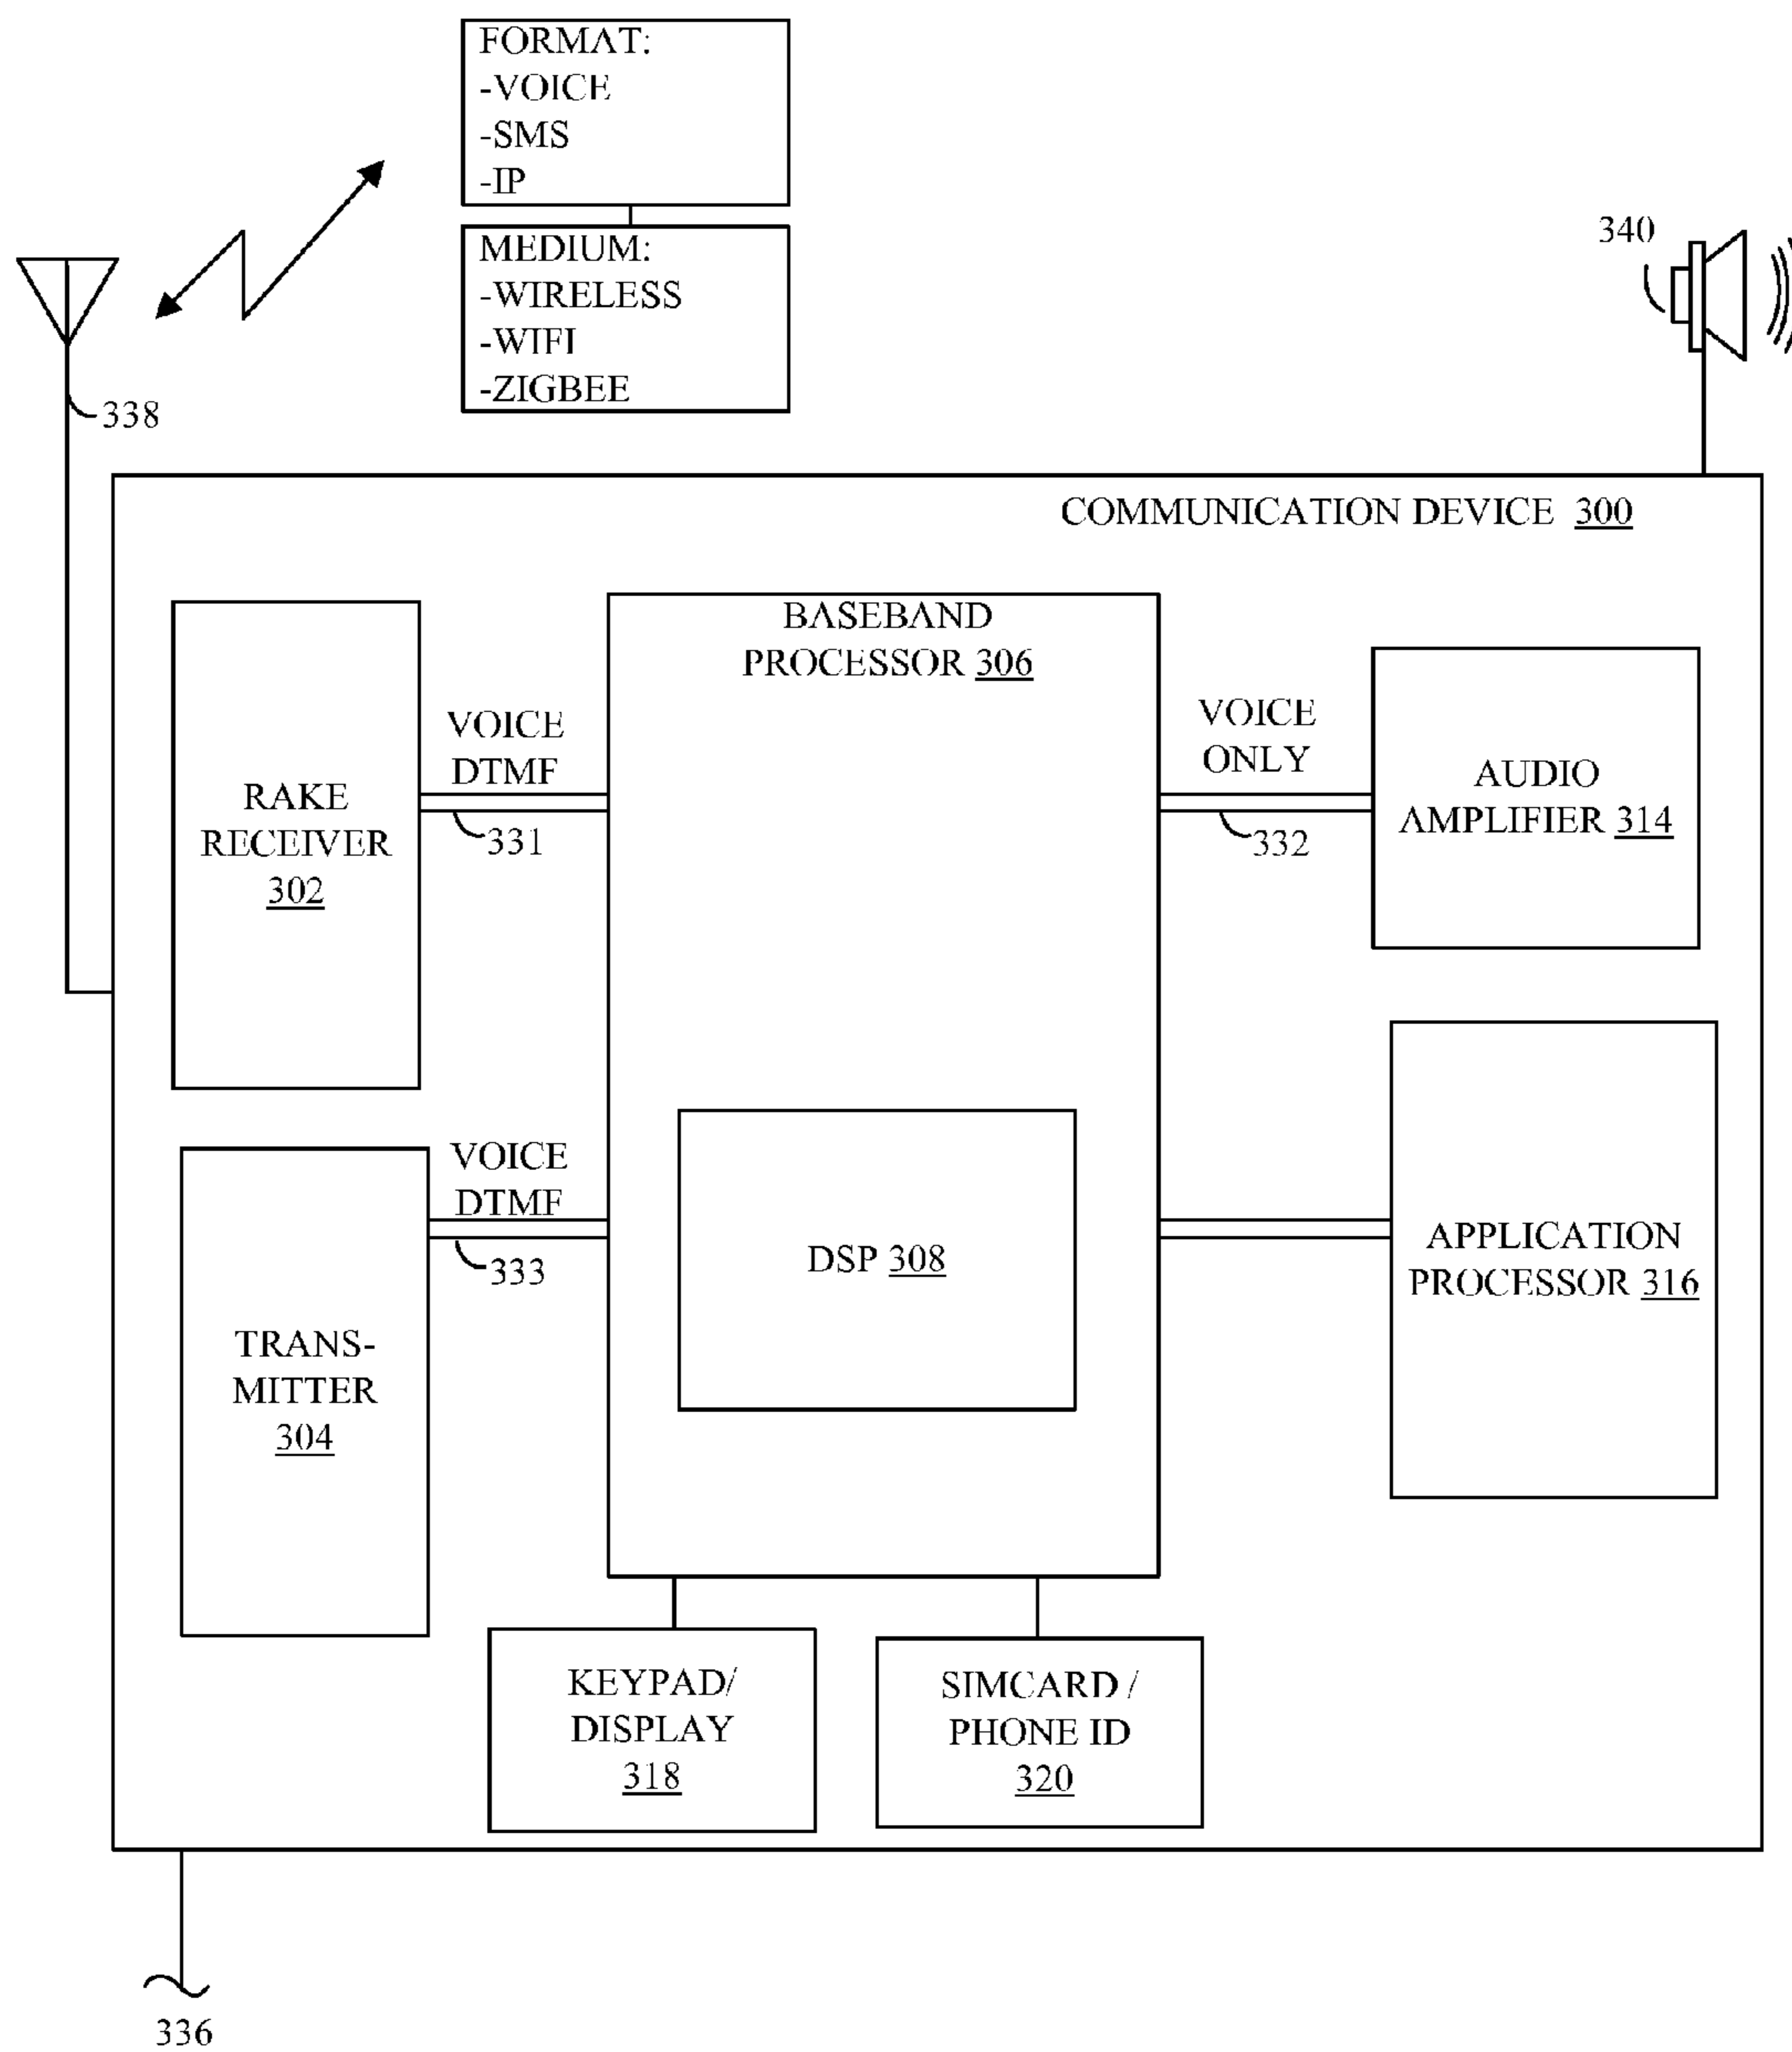 FORMAT:
-VOICE
-SMS
-IP
MEDIUM:
-WIRELESS
-WIFI
-ZIGBEE
340
338
COMMUNICATION DEVICE 300
BASEBAND
PROCESSOR 306
VOICE
DTMF
331
RAKE
RECEIVER
302
VOICE
ONLY
332
AUDIO
AMPLIFIER 314
VOICE
DTMF
333
TRANS-
MITTER
304
DSP 308
APPLICATION
PROCESSOR 316
KEYPAD/
DISPLAY
318
SIMCARD /
PHONE ID
320
336